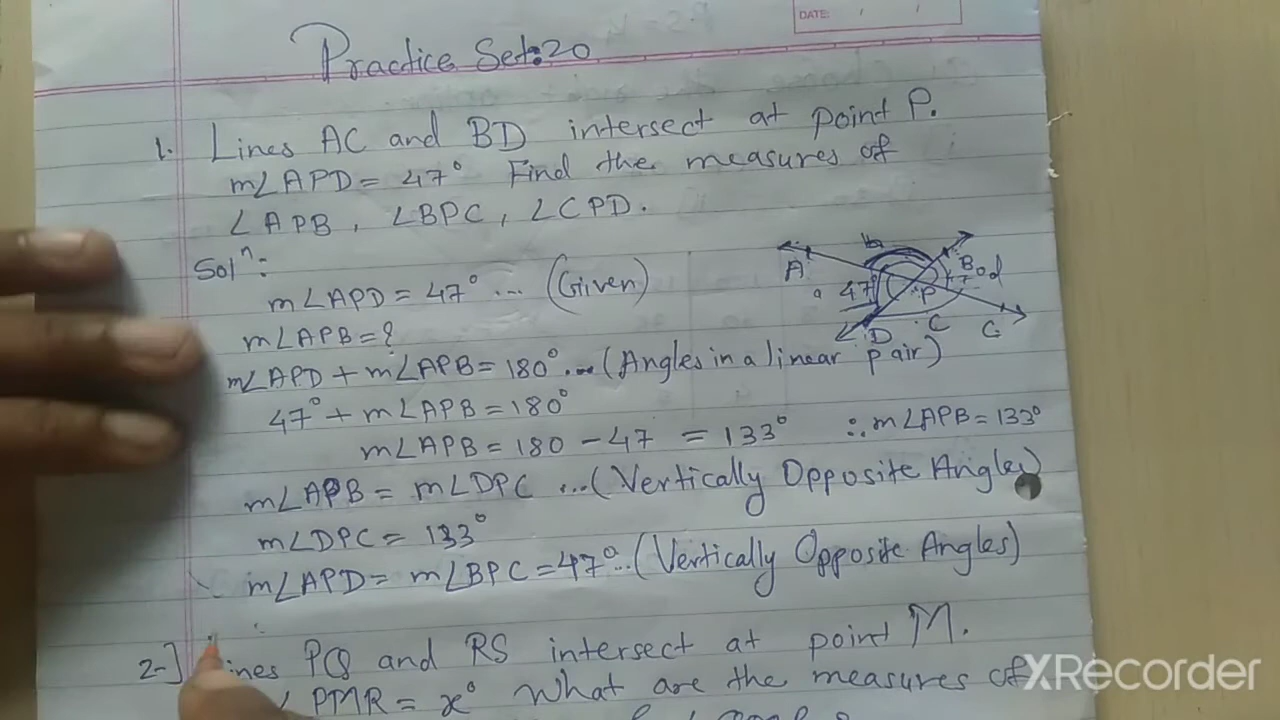 DATE:
Practice Set:20
1. Lines AC and BD intersect at point P.
m∠APD = 47° Find the measures of
∠APB, ∠BPC, ∠CPD.
Solⁿ:
m∠APD = 47° ... (Given)
m∠APB = ?
m∠APD + m∠APB = 180° ... (Angles in a linear pair)
47° + m∠APB = 180°
m∠APB = 180 - 47 = 133° ∴ m∠APB = 133°
m∠APB = m∠DPC ... (Vertically Opposite Angles)
m∠DPC = 133°
m∠APD = m∠BPC = 47° ... (Vertically Opposite Angles)
b
A
B
d
a
47°
P
D
C
C
2-] ines PQ and RS intersect at point M.
∠PMR = x° What are the measures of
XRecorder